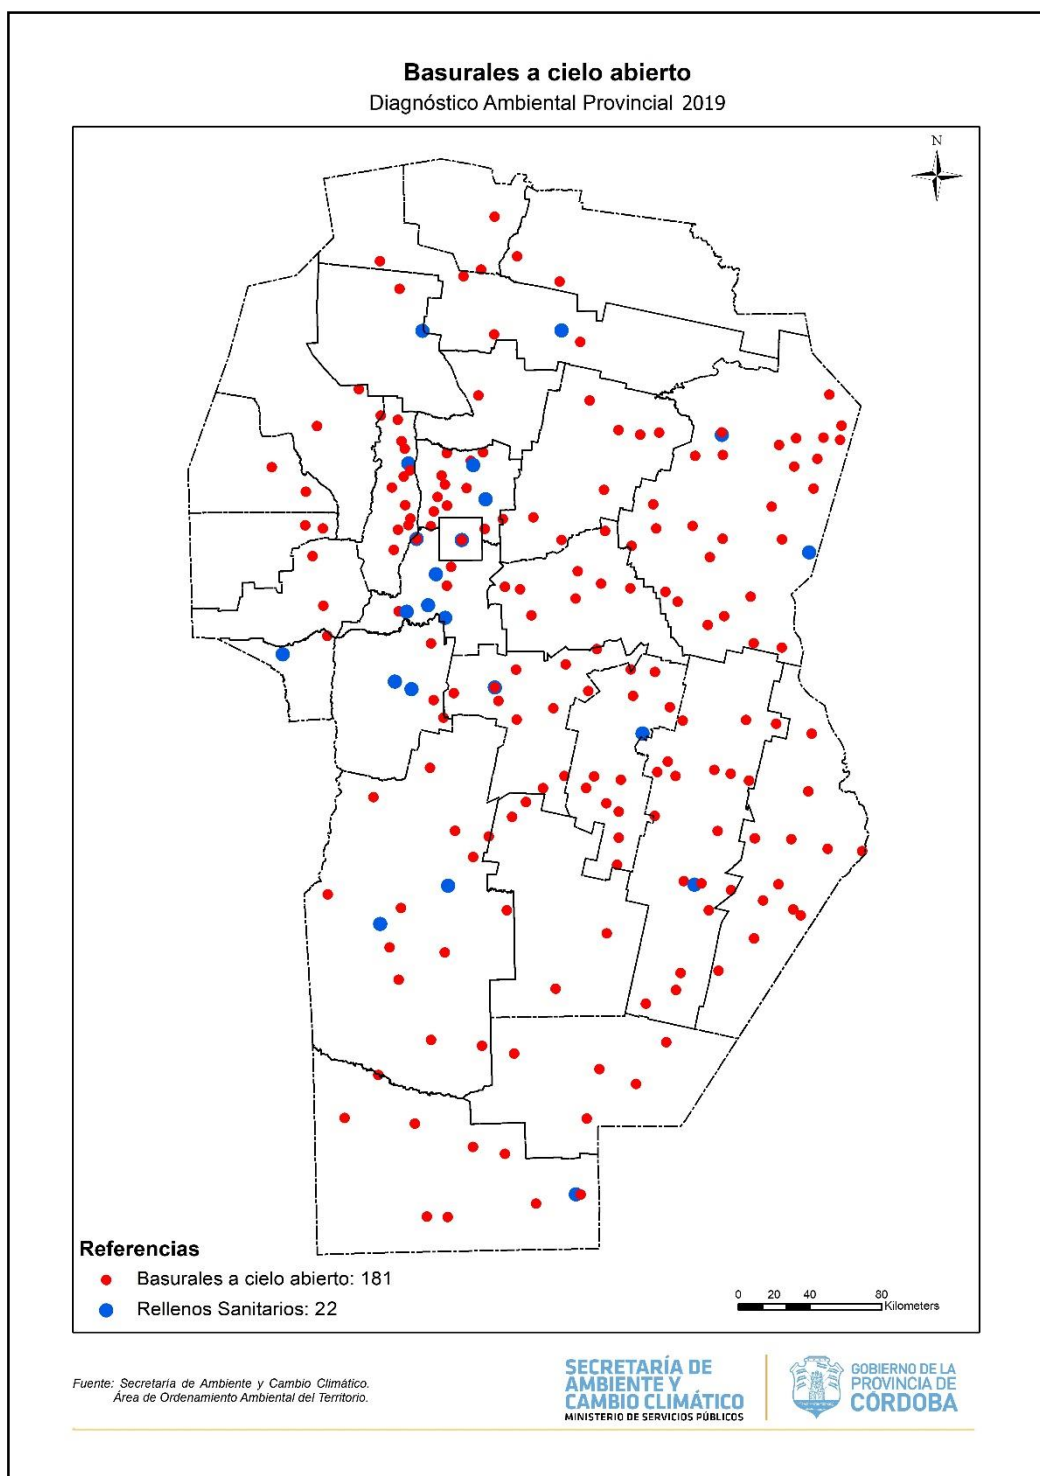 Basurales a cielo abierto
Diagnóstico Ambiental Provincial 2019
N
Referencias
Basurales a cielo abierto: 181
Rellenos Sanitarios: 22
0 20 40 80
Kilometers
Fuente: Secretaría de Ambiente y Cambio Climático.
Área de Ordenamiento Ambiental del Territorio.
SECRETARÍA DE
AMBIENTE Y
CAMBIO CLIMÁTICO
MINISTERIO DE SERVICIOS PÚBLICOS
GOBIERNO DE LA
PROVINCIA DE
CÓRDOBA